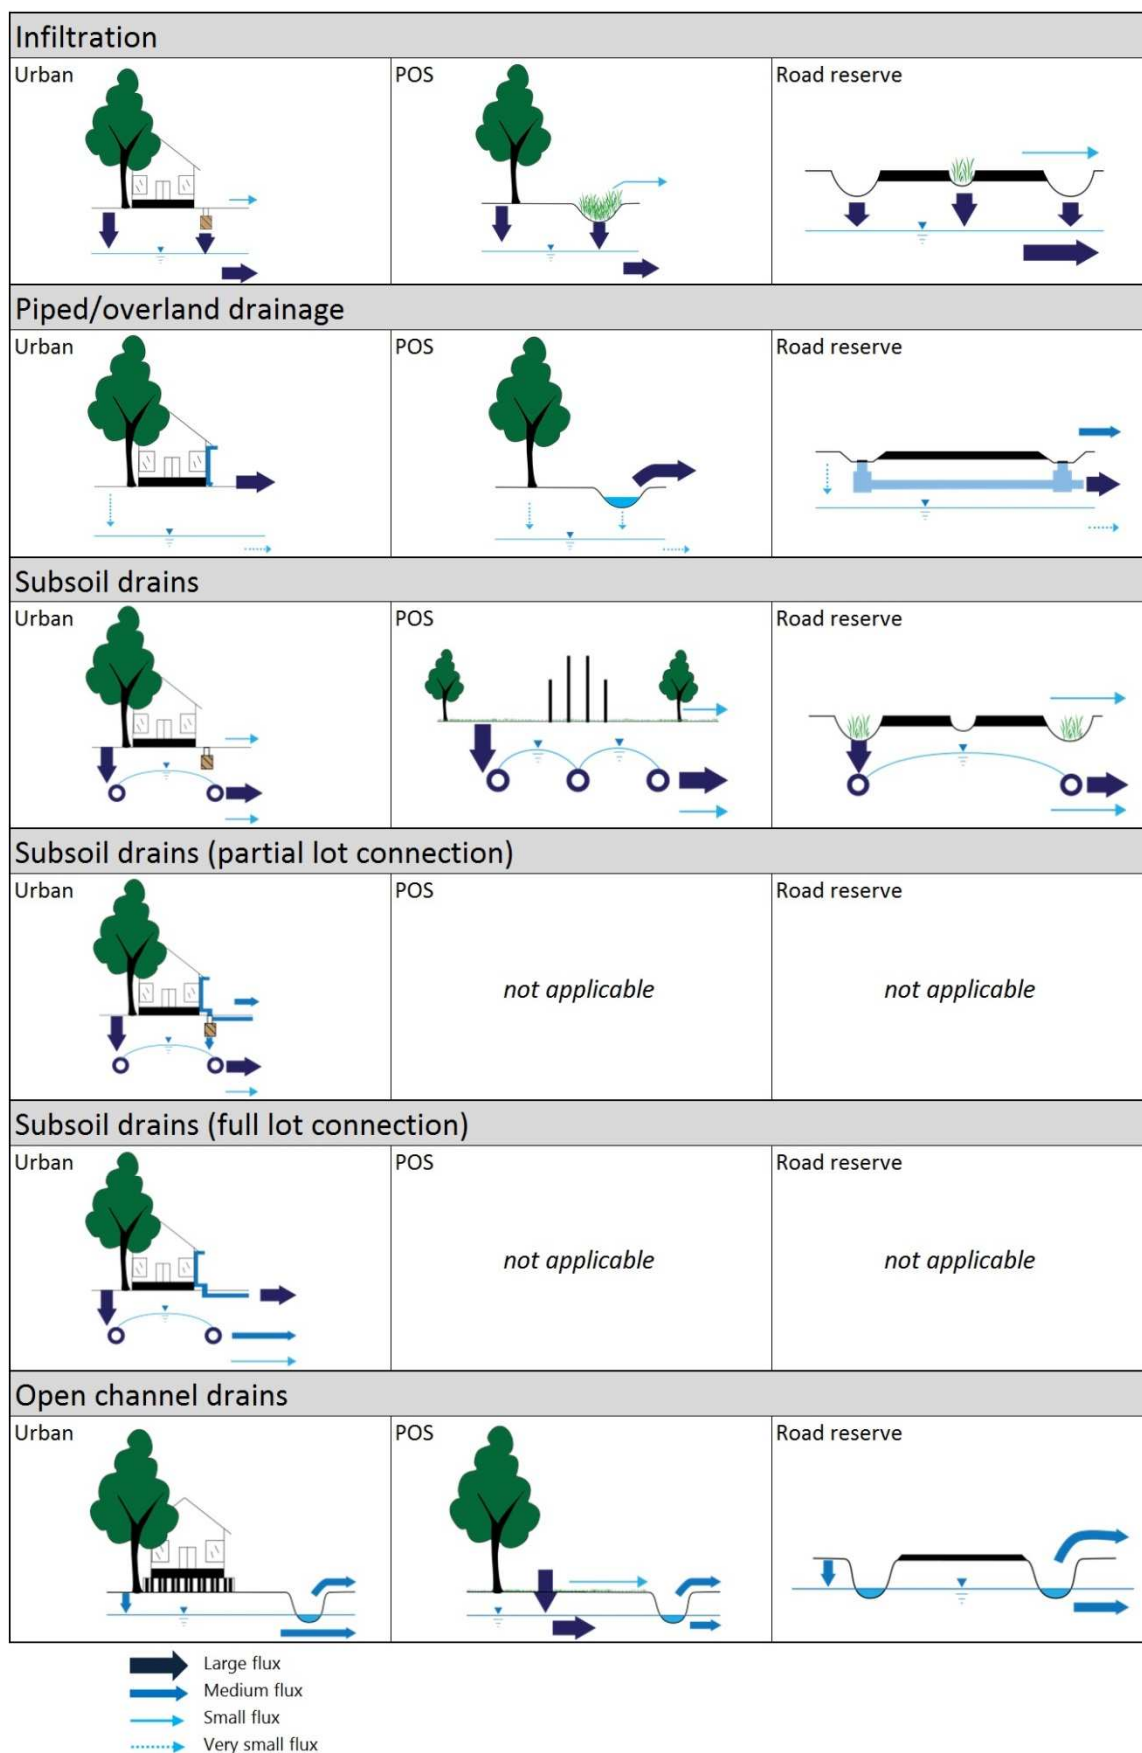 Infiltration
Urban
POS
Road reserve
Piped/overland drainage
Urban
POS
Road reserve
Subsoil drains
Urban
POS
Road reserve
Subsoil drains (partial lot connection)
Urban
POS
Road reserve
not applicable
not applicable
Subsoil drains (full lot connection)
Urban
POS
Road reserve
not applicable
not applicable
Open channel drains
Urban
POS
Road reserve
Large flux
Medium flux
Small flux
Very small flux